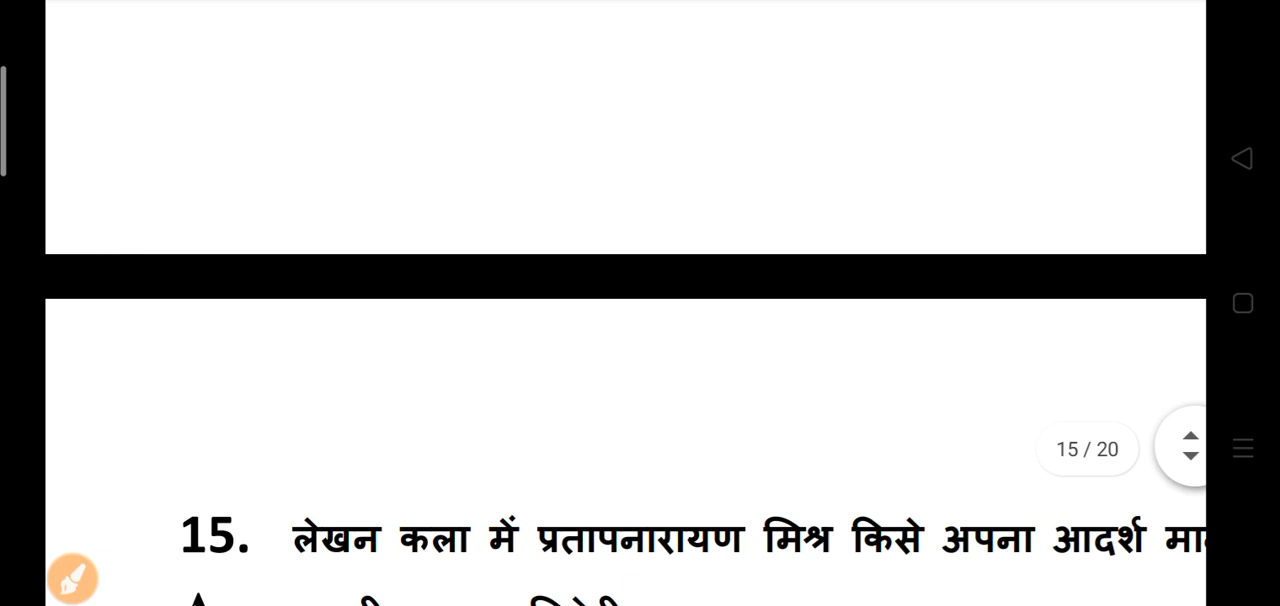 15 / 20
15. लेखन कला में प्रतापनारायण मिश्र किसे अपना आदर्श